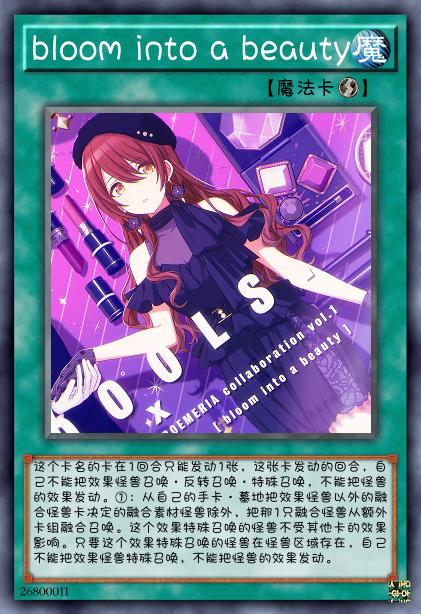 bloom into a beauty 魔
【魔法卡】
OOLS
X
ROEMERIA collaboration vol.1
[ bloom into a beauty ]
这个卡名的卡在1回合只能发动1张，这张卡发动的回合，自
己不能把效果怪兽召唤・反转召唤・特殊召唤，不能把怪兽
的效果发动。①：从自己的手卡・墓地把效果怪兽以外的融
合怪兽卡决定的融合素材怪兽除外，把那1只融合怪兽从额外
卡组融合召唤。这个效果特殊召唤的怪兽不受其他卡的效果
影响。只要这个效果特殊召唤的怪兽在怪兽区域存在，自己
不能把效果怪兽特殊召唤，不能把怪兽的效果发动。
26800011